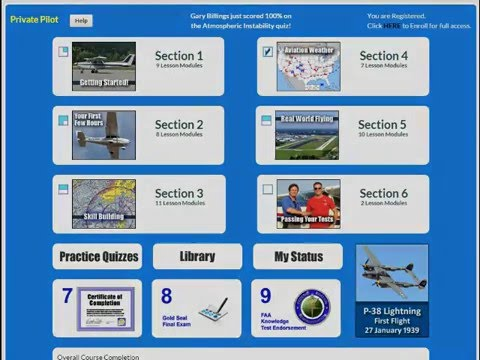 Private Pilot
Help
Gary Billings just scored 100% on
the Atmospheric Instability quiz!
You are Registered.
Click HERE to Enroll for full access.
Getting Started!
Section 1
9 Lesson Modules
Aviation Weather
Section 4
7 Lesson Modules
Your First
Few Hours
Section 2
8 Lesson Modules
Real World Flying
Section 5
10 Lesson Modules
Skill Building
Section 3
11 Lesson Modules
Passing Your Tests
Section 6
2 Lesson Modules
Practice Quizzes
Library
My Status
7
Certificate of
Completion
8
Gold Seal
Final Exam
9
FAA
Knowledge
Test Endorsement
P-38 Lightning
First Flight
27 January 1939
Overall Course Completion